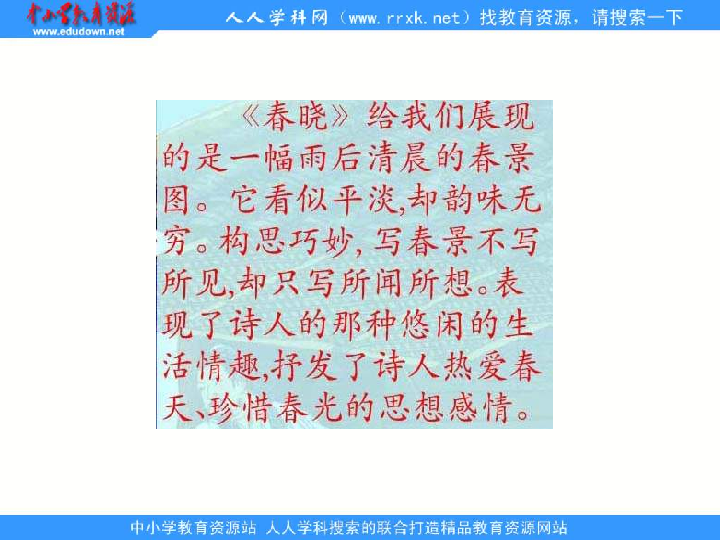 中小学教育资源
www.edudown.net
人人学科网（www.rrxk.net）找教育资源，请搜索一下
《春晓》给我们展现
的是一幅雨后清晨的春景
图。它看似平淡,却韵味无
穷。构思巧妙,写春景不写
所见,却只写所闻所想。表
现了诗人的那种悠闲的生
活情趣,抒发了诗人热爱春
天、珍惜春光的思想感情。
中小学教育资源站 人人学科搜索的联合打造精品教育资源网站